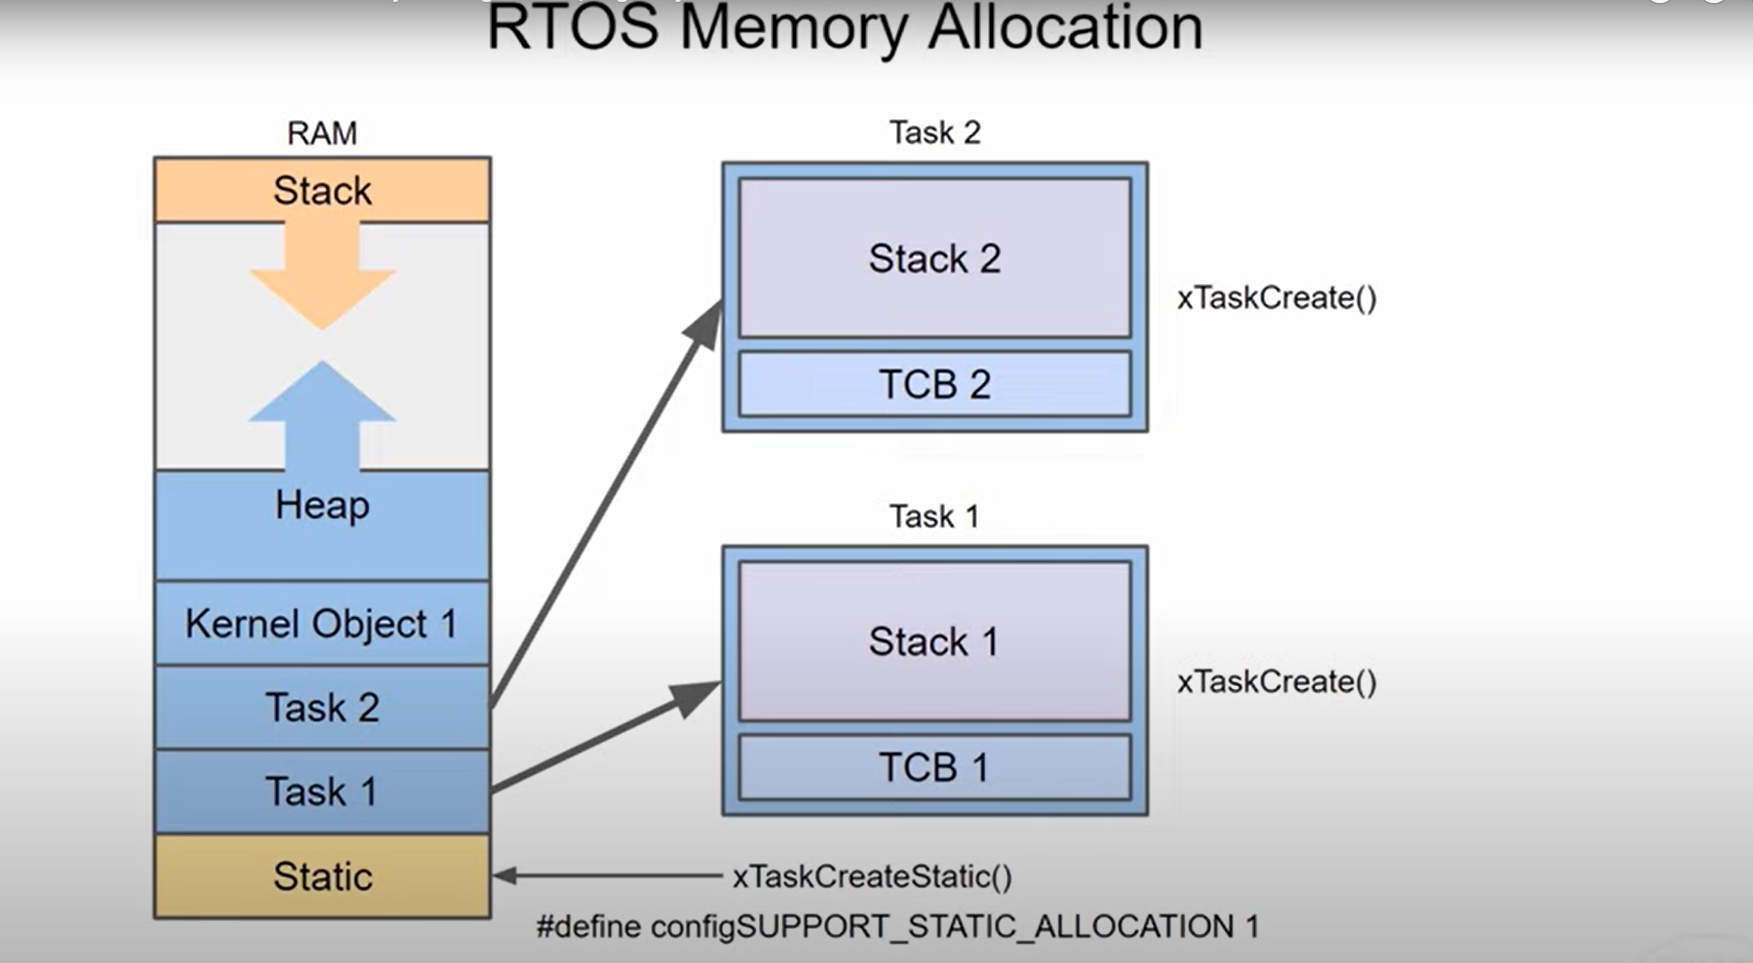 RTOS Memory Allocation
RAM
Stack
Heap
Kernel Object 1
Task 2
Task 1
Static
Task 2
Stack 2
TCB 2
xTaskCreate()
Task 1
Stack 1
TCB 1
xTaskCreate()
xTaskCreateStatic()
#define configSUPPORT_STATIC_ALLOCATION 1